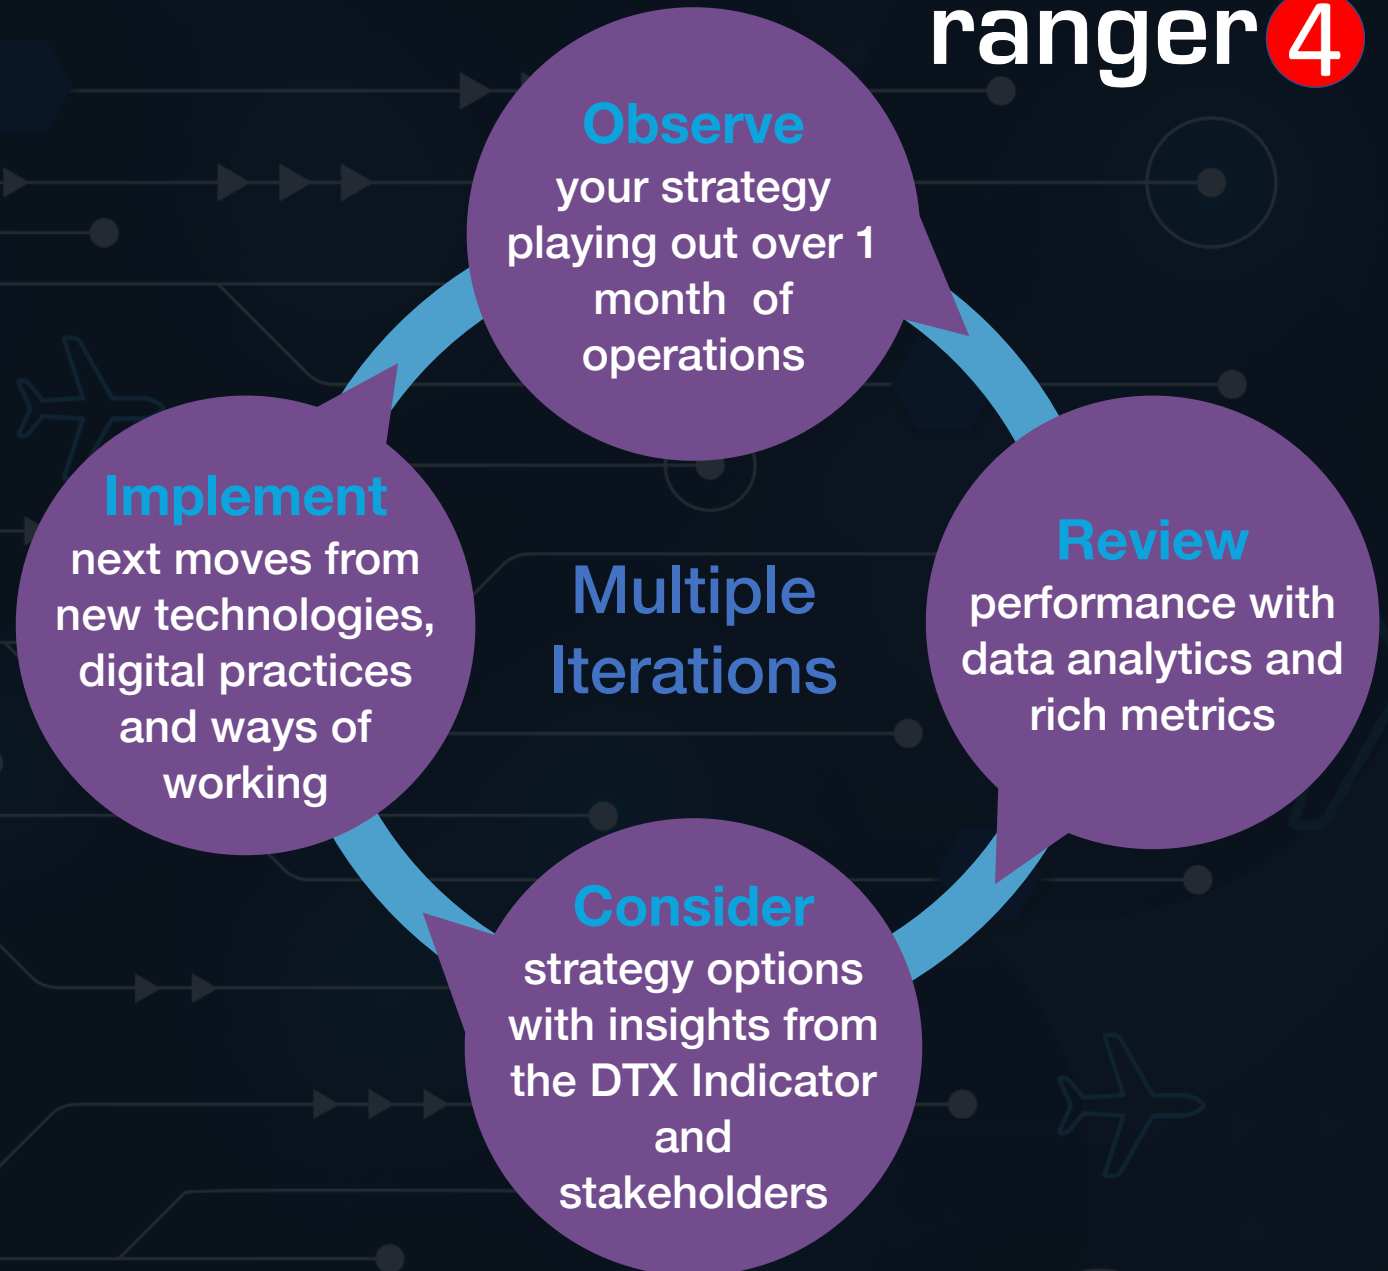 ranger4
Observe
your strategy
playing out over 1
month of
operations
Implement
next moves from
new technologies,
digital practices
and ways of
working
Multiple
Iterations
Review
performance with
data analytics and
rich metrics
Consider
strategy options
with insights from
the DTX Indicator
and
stakeholders